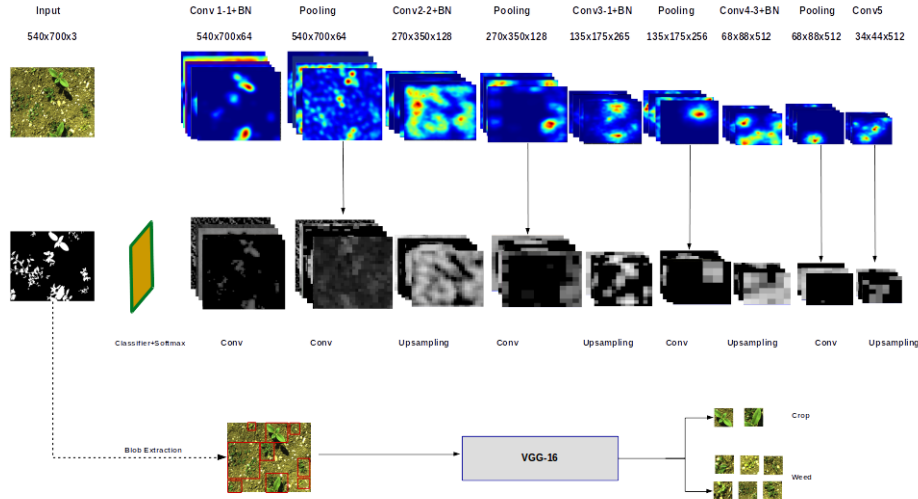 Input
Conv 1-1+BN
Pooling
Conv2-2+BN
Pooling
Conv3-1+BN
Pooling
Conv4-3+BN
Pooling
Conv5
540x700x3
540x700x64
540x700x64
270x350x128
270x350x128
135x175x265
135x175x256
68x88x512
68x88x512
34x44x512
Classifier+Softmax
Conv
Conv
Upsampling
Conv
Upsampling
Conv
Upsampling
Conv
Upsampling
Blob Extraction
VGG-16
Crop
Weed